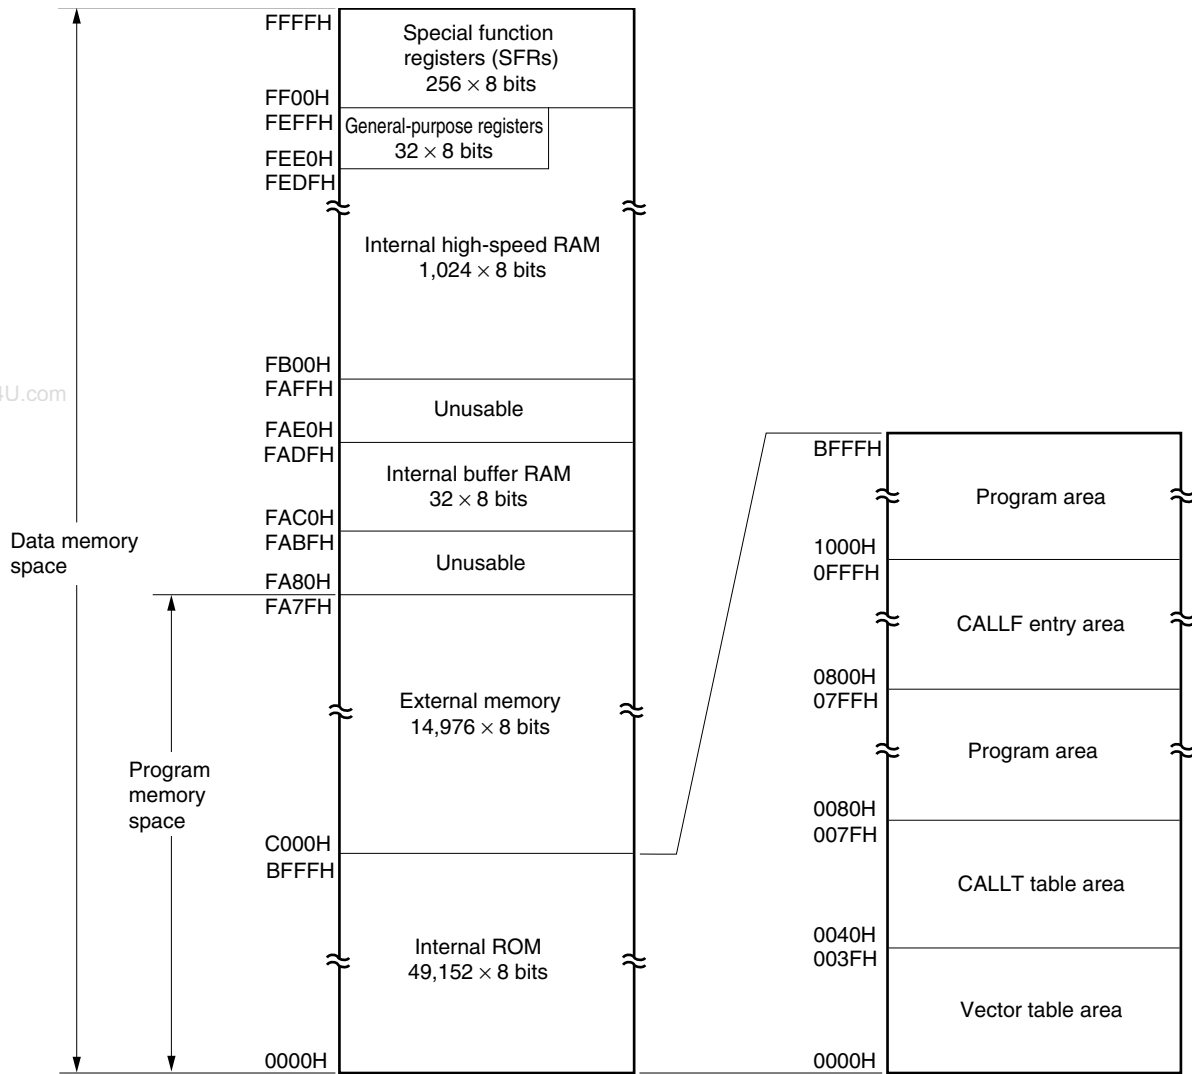 FFFFH
Special function
registers (SFRs)
256 × 8 bits
FF00H
FEFFH
General-purpose registers
32 × 8 bits
FEE0H
FEDFH
Internal high-speed RAM
1,024 × 8 bits
FB00H
FAFFH
4U.com
Unusable
FAE0H
FADFH
Internal buffer RAM
32 × 8 bits
FAC0H
FABFH
Data memory
space
Unusable
FA80H
FA7FH
External memory
14,976 × 8 bits
Program
memory
space
C000H
BFFFH
Internal ROM
49,152 × 8 bits
0000H
BFFFH
Program area
1000H
0FFFH
CALLF entry area
0800H
07FFH
Program area
0080H
007FH
CALLT table area
0040H
003FH
Vector table area
0000H